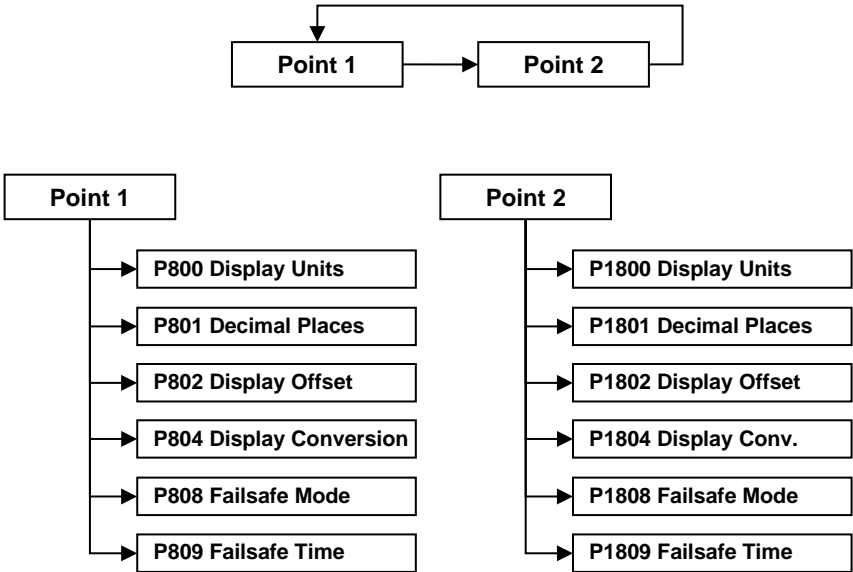 Point 1
Point 2
Point 1
P800 Display Units
P801 Decimal Places
P802 Display Offset
P804 Display Conversion
P808 Failsafe Mode
P809 Failsafe Time
Point 2
P1800 Display Units
P1801 Decimal Places
P1802 Display Offset
P1804 Display Conv.
P1808 Failsafe Mode
P1809 Failsafe Time